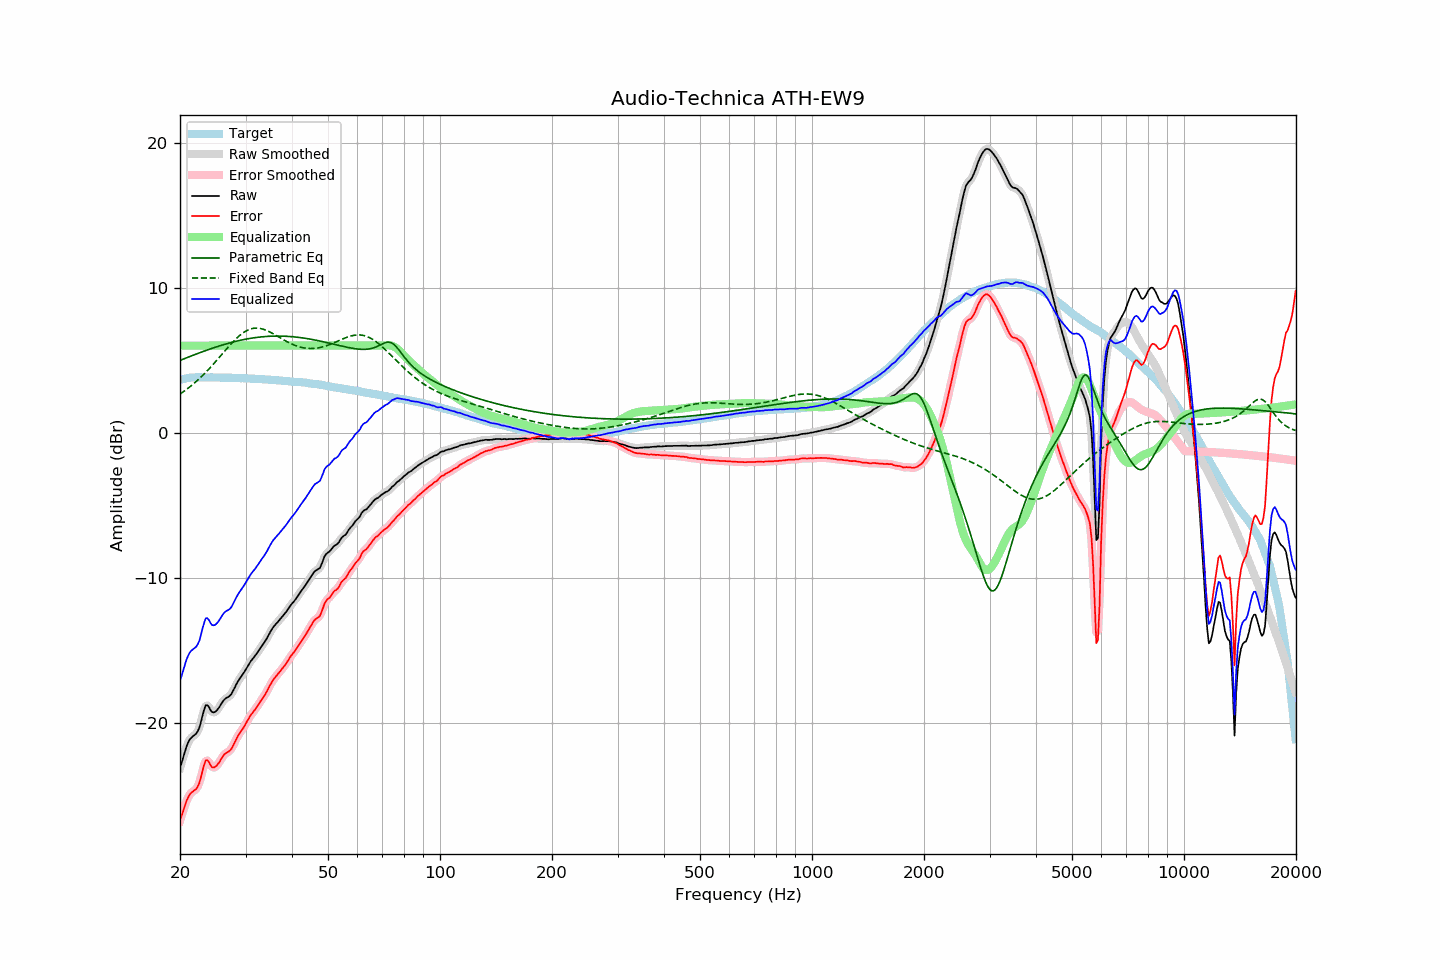 Audio-Technica ATH-EW9
Target
Raw Smoothed
Error Smoothed
Raw
Error
Equalization
Parametric Eq
Fixed Band Eq
Equalized
20
10
0
−10
−20
Amplitude (dBr)
20 50 100 200 500 1000 2000 5000 10000 20000
Frequency (Hz)